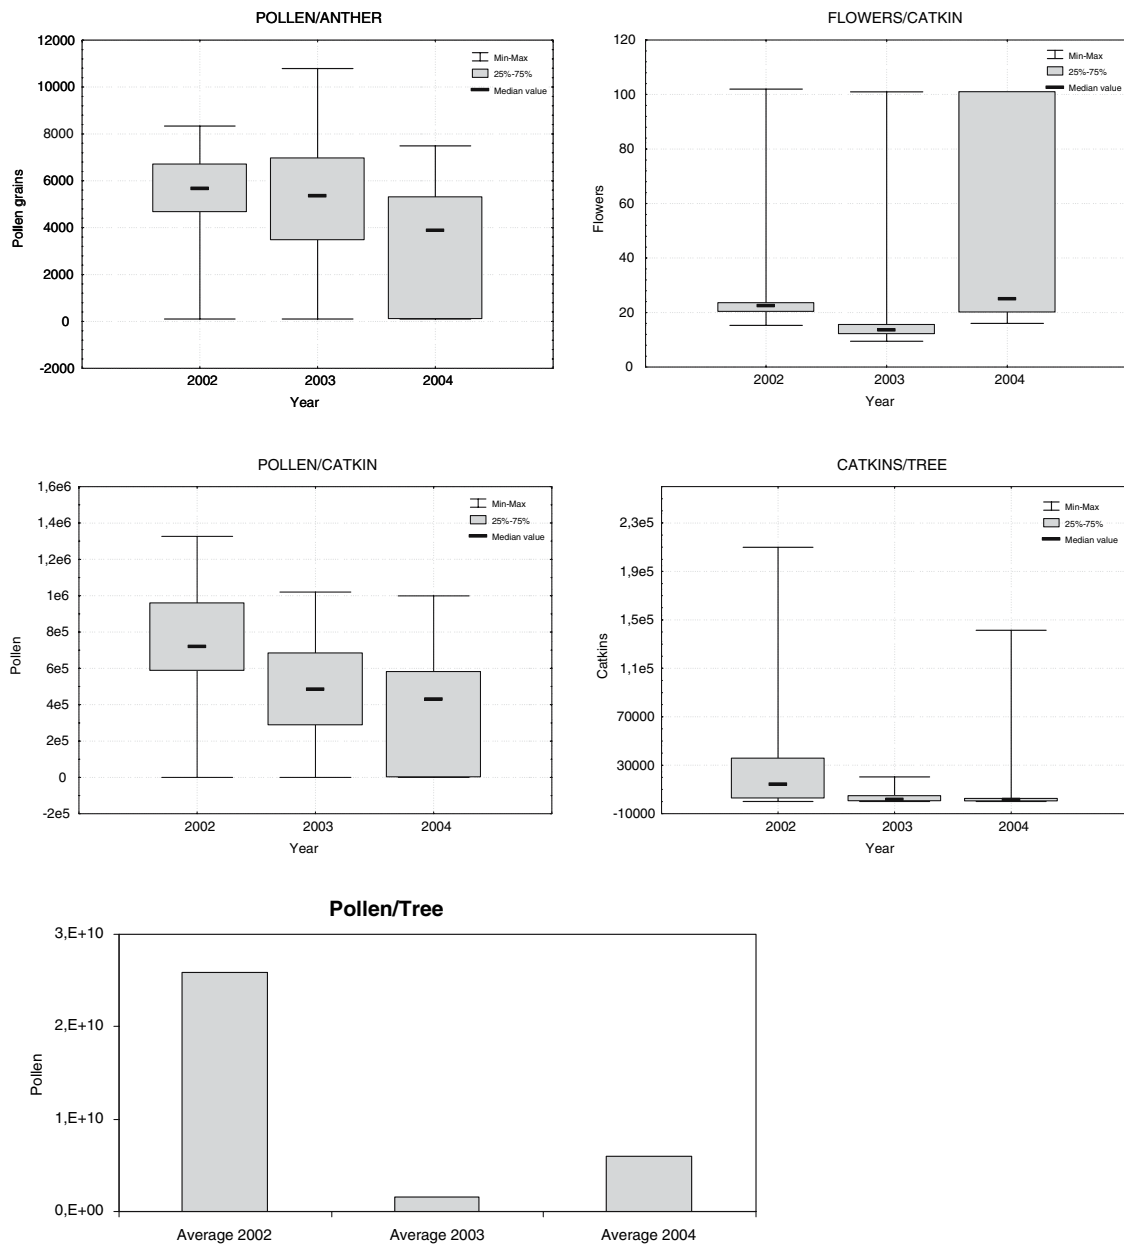 POLLEN/ANTHER
12000
10000
8000
6000
4000
2000
0
-2000
Pollen grains
Min-Max
25%-75%
Median value
2002
2003
2004
Year
FLOWERS/CATKIN
120
100
80
60
40
20
0
Flowers
Min-Max
25%-75%
Median value
2002
2003
2004
Year
POLLEN/CATKIN
1,6e6
1,4e6
1,2e6
1e6
8e5
6e5
4e5
2e5
0
-2e5
Pollen
Min-Max
25%-75%
Median value
2002
2003
2004
Year
CATKINS/TREE
2,3e5
1,9e5
1,5e5
1,1e5
70000
30000
-10000
Catkins
Min-Max
25%-75%
Median value
2002
2003
2004
Year
Pollen/Tree
3,E+10
2,E+10
1,E+10
0,E+00
Pollen
Average 2002
Average 2003
Average 2004